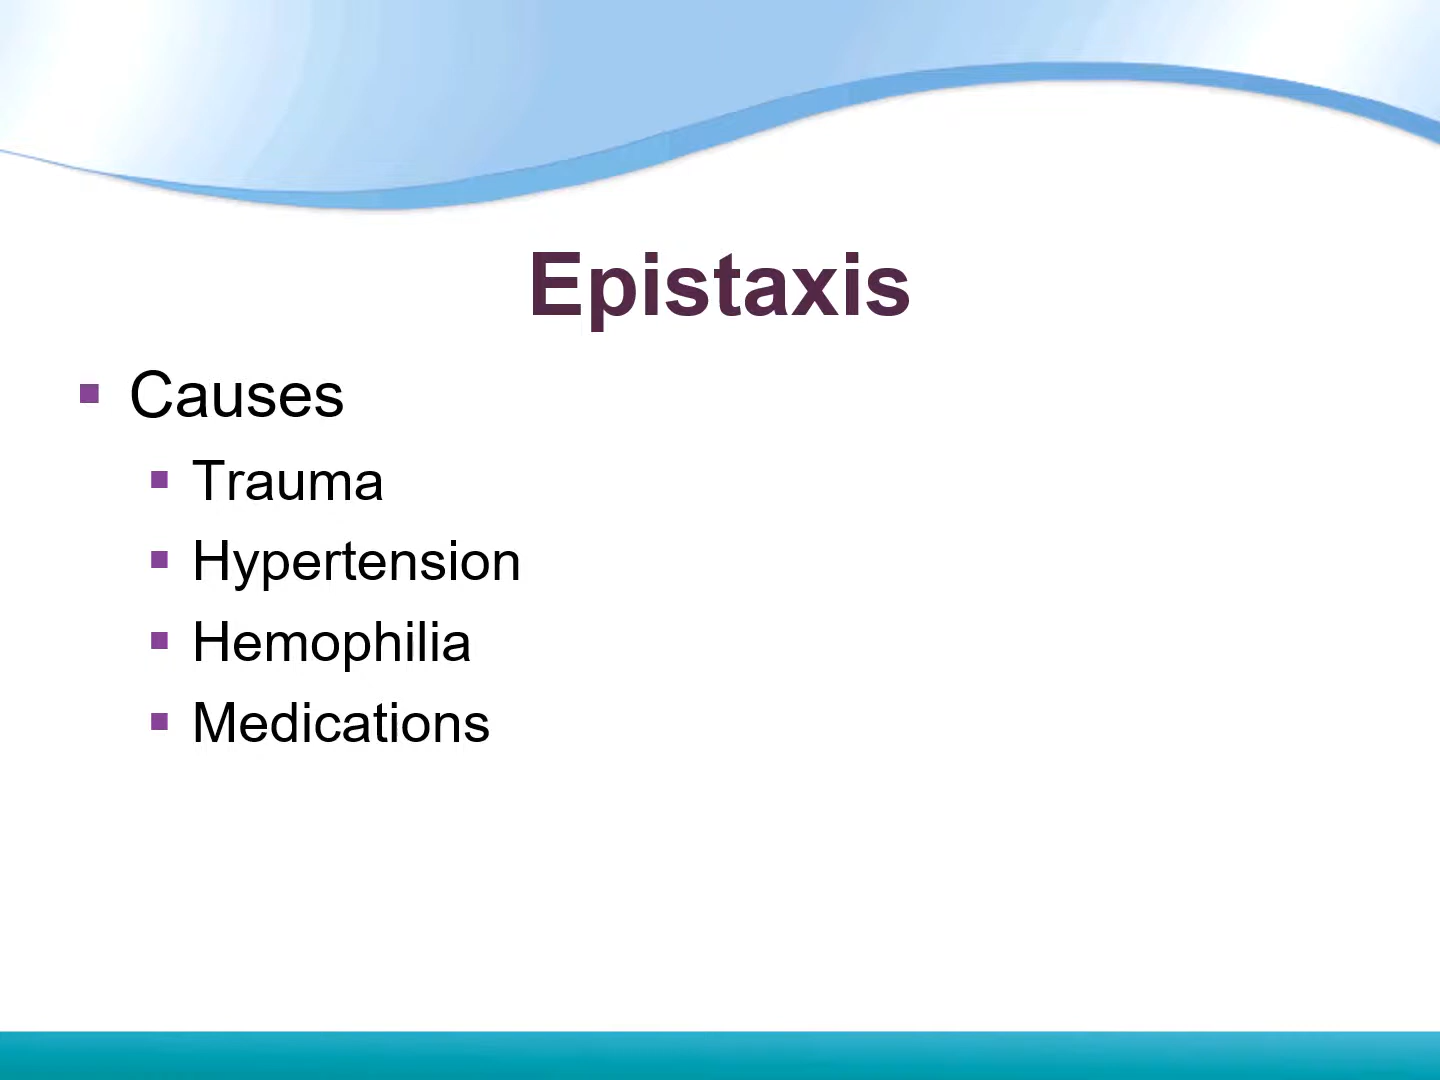 Epistaxis
Causes
Trauma
Hypertension
Hemophilia
Medications